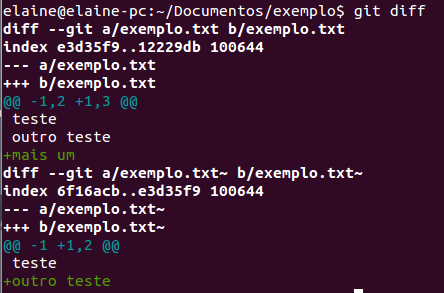 elaine@elaine-pc:~/Documentos/exemplo$ git diff
diff --git a/exemplo.txt b/exemplo.txt
index e3d35f9..12229db 100644
--- a/exemplo.txt
+++ b/exemplo.txt
@@ -1,2 +1,3 @@
 teste
 outro teste
+mais um
diff --git a/exemplo.txt~ b/exemplo.txt~
index 6f16acb..e3d35f9 100644
--- a/exemplo.txt~
+++ b/exemplo.txt~
@@ -1 +1,2 @@
 teste
+outro teste